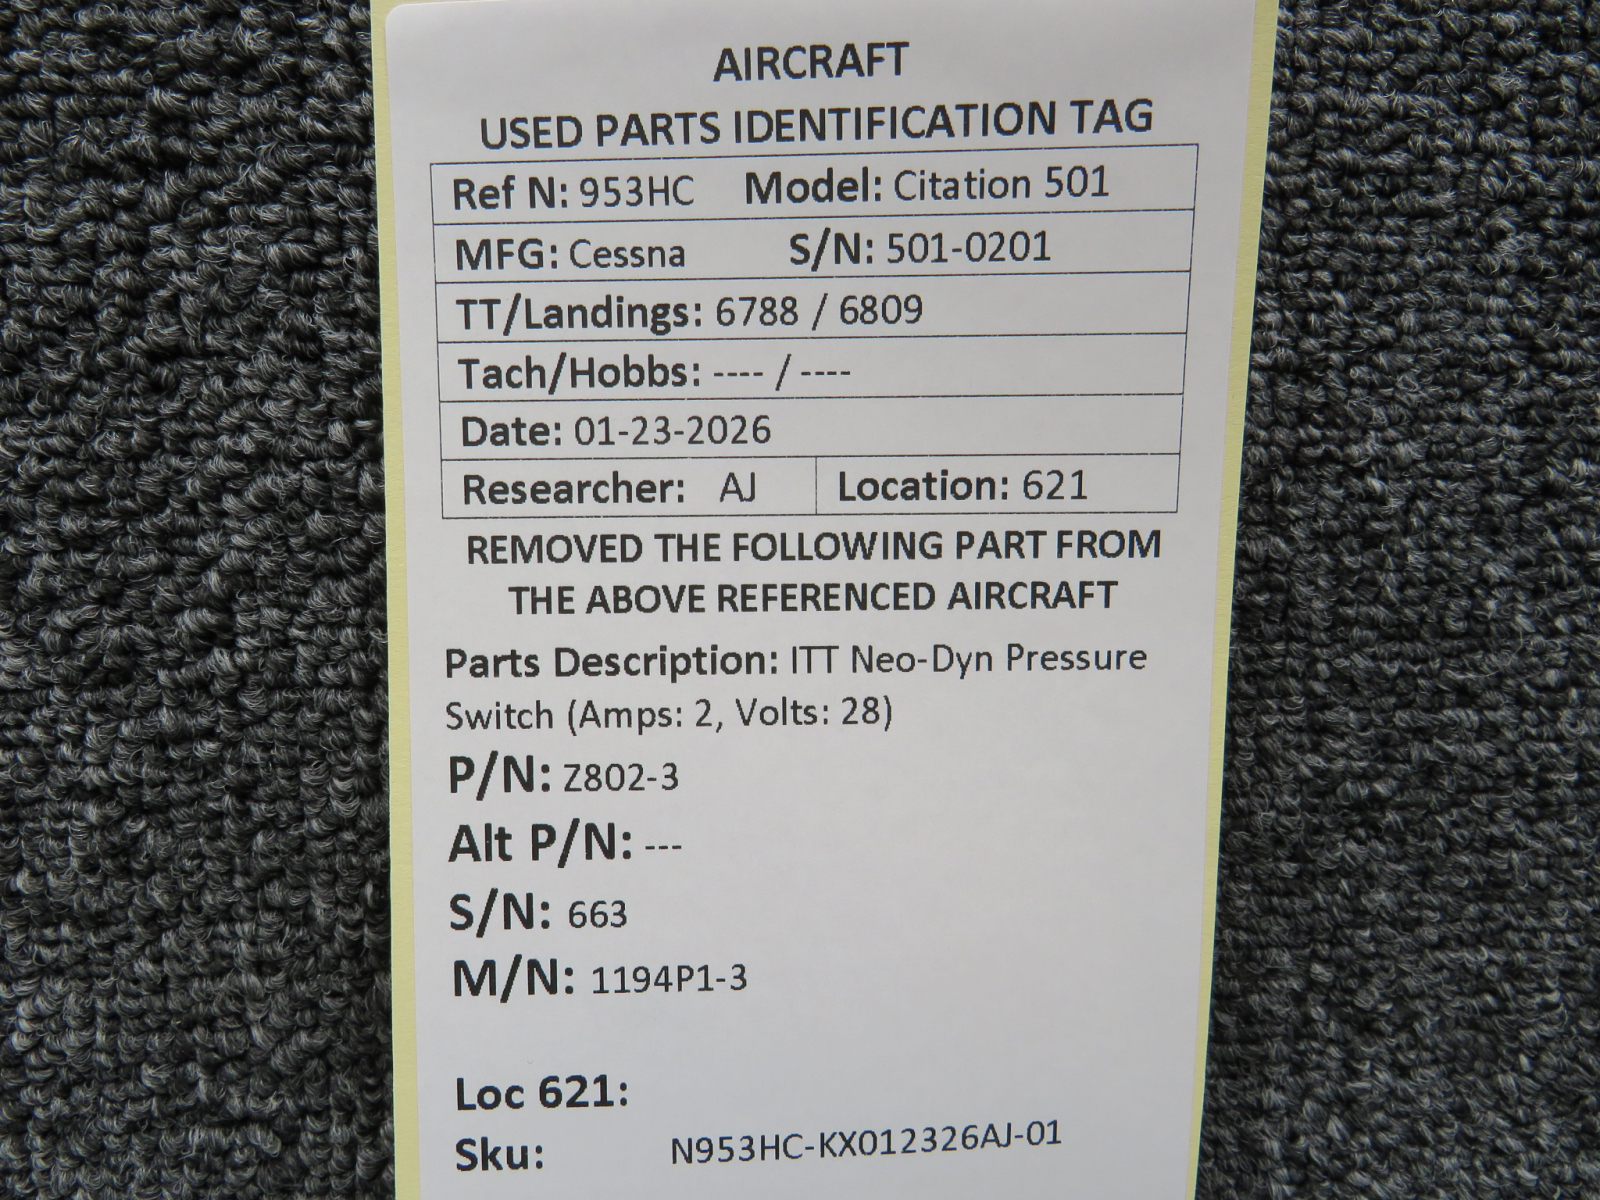 AIRCRAFT
USED PARTS IDENTIFICATION TAG
Ref N: 953HC Model: Citation 501
MFG: Cessna S/N: 501-0201
TT/Landings: 6788 / 6809
Tach/Hobbs: ---- / ----
Date: 01-23-2026
Researcher: AJ Location: 621
REMOVED THE FOLLOWING PART FROM
THE ABOVE REFERENCED AIRCRAFT
Parts Description: ITT Neo-Dyn Pressure
Switch (Amps: 2, Volts: 28)
P/N: Z802-3
Alt P/N: ---
S/N: 663
M/N: 1194P1-3
Loc 621:
Sku: N953HC-KX012326AJ-01